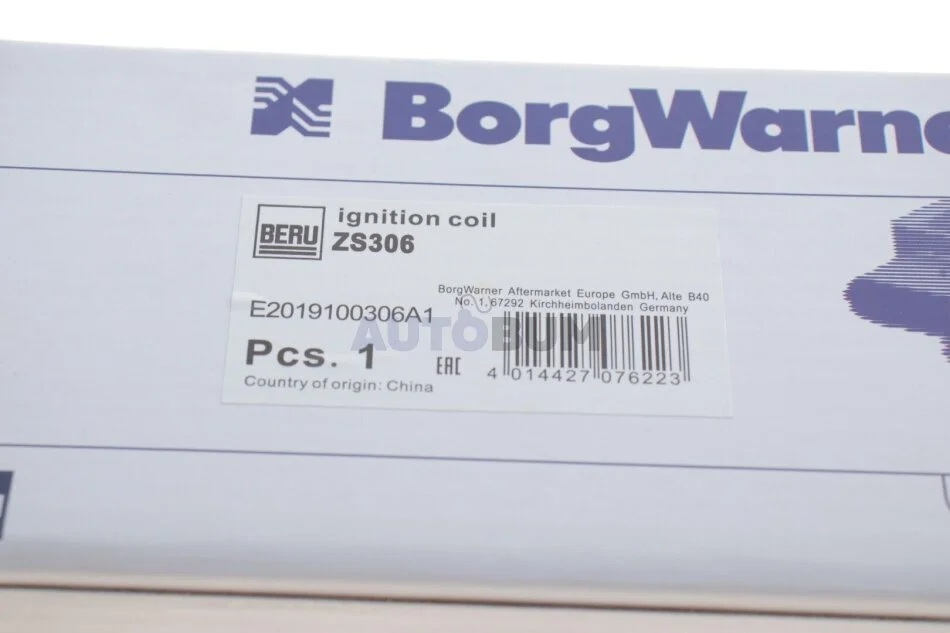 BorgWarne
BERU
ignition coil
ZS306
BorgWarner Aftermarket Europe GmbH, Alte B40
No. 1, 67292 Kirchheimbolanden Germany
E2019100306A1
AUTOBUM
Pcs. 1
EAC
4 014427 076223
Country of origin: China